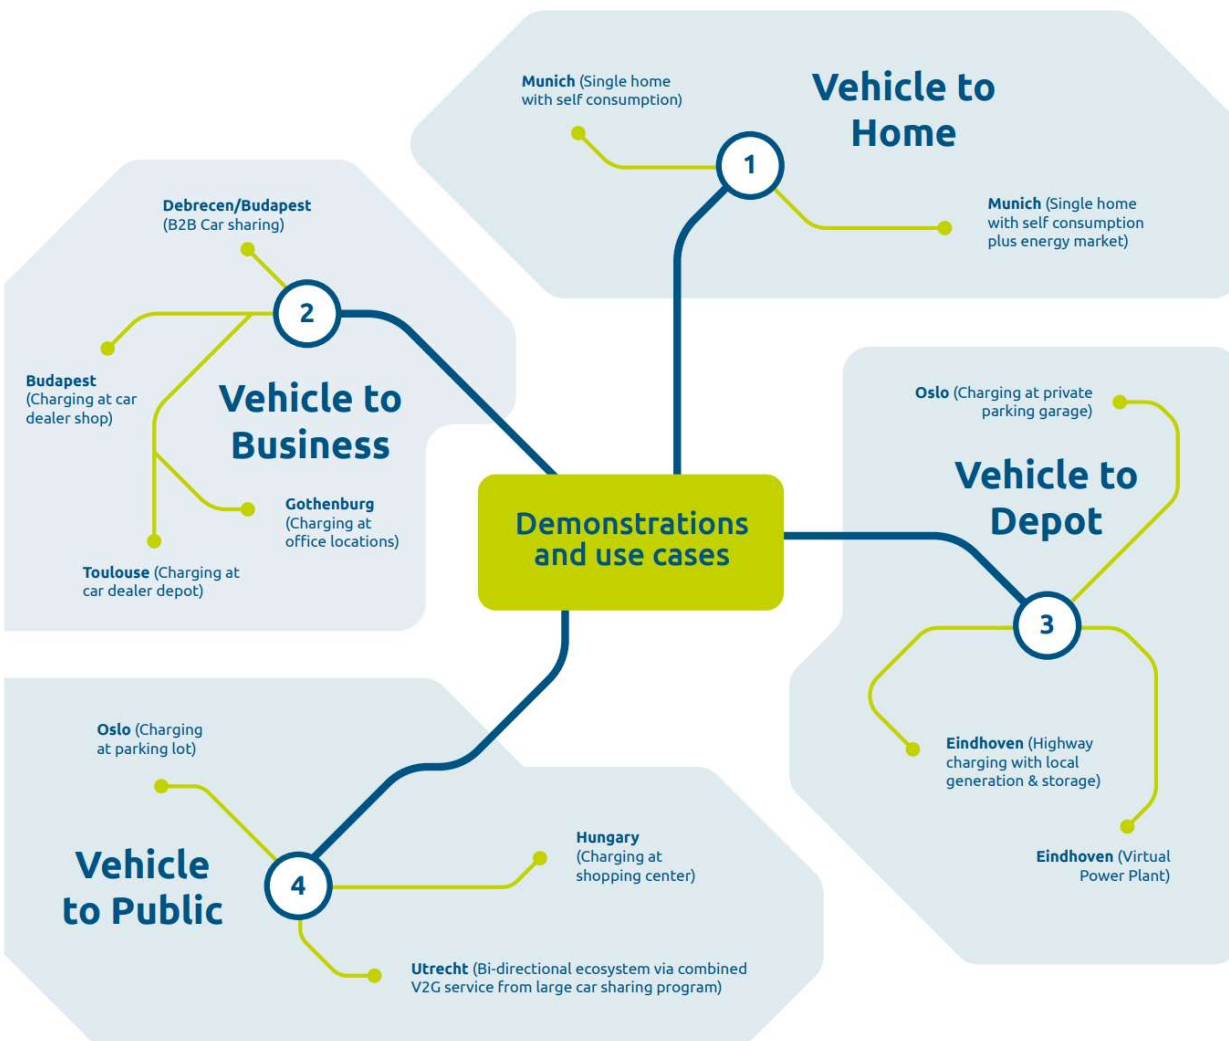 Munich (Single home
with self consumption)
Vehicle to
Home
1
Munich (Single home
with self consumption
plus energy market)
Debrecen/Budapest
(B2B Car sharing)
2
Budapest
(Charging at car
dealer shop)
Vehicle to
Business
Gothenburg
(Charging at
office locations)
Toulouse (Charging at
car dealer depot)
Demonstrations
and use cases
Oslo (Charging at private
parking garage)
Vehicle to
Depot
3
Eindhoven (Highway
charging with local
generation & storage)
Eindhoven (Virtual
Power Plant)
Oslo (Charging
at parking lot)
Vehicle
to Public
4
Hungary
(Charging at
shopping center)
Utrecht (Bi-directional ecosystem via combined
V2G service from large car sharing program)